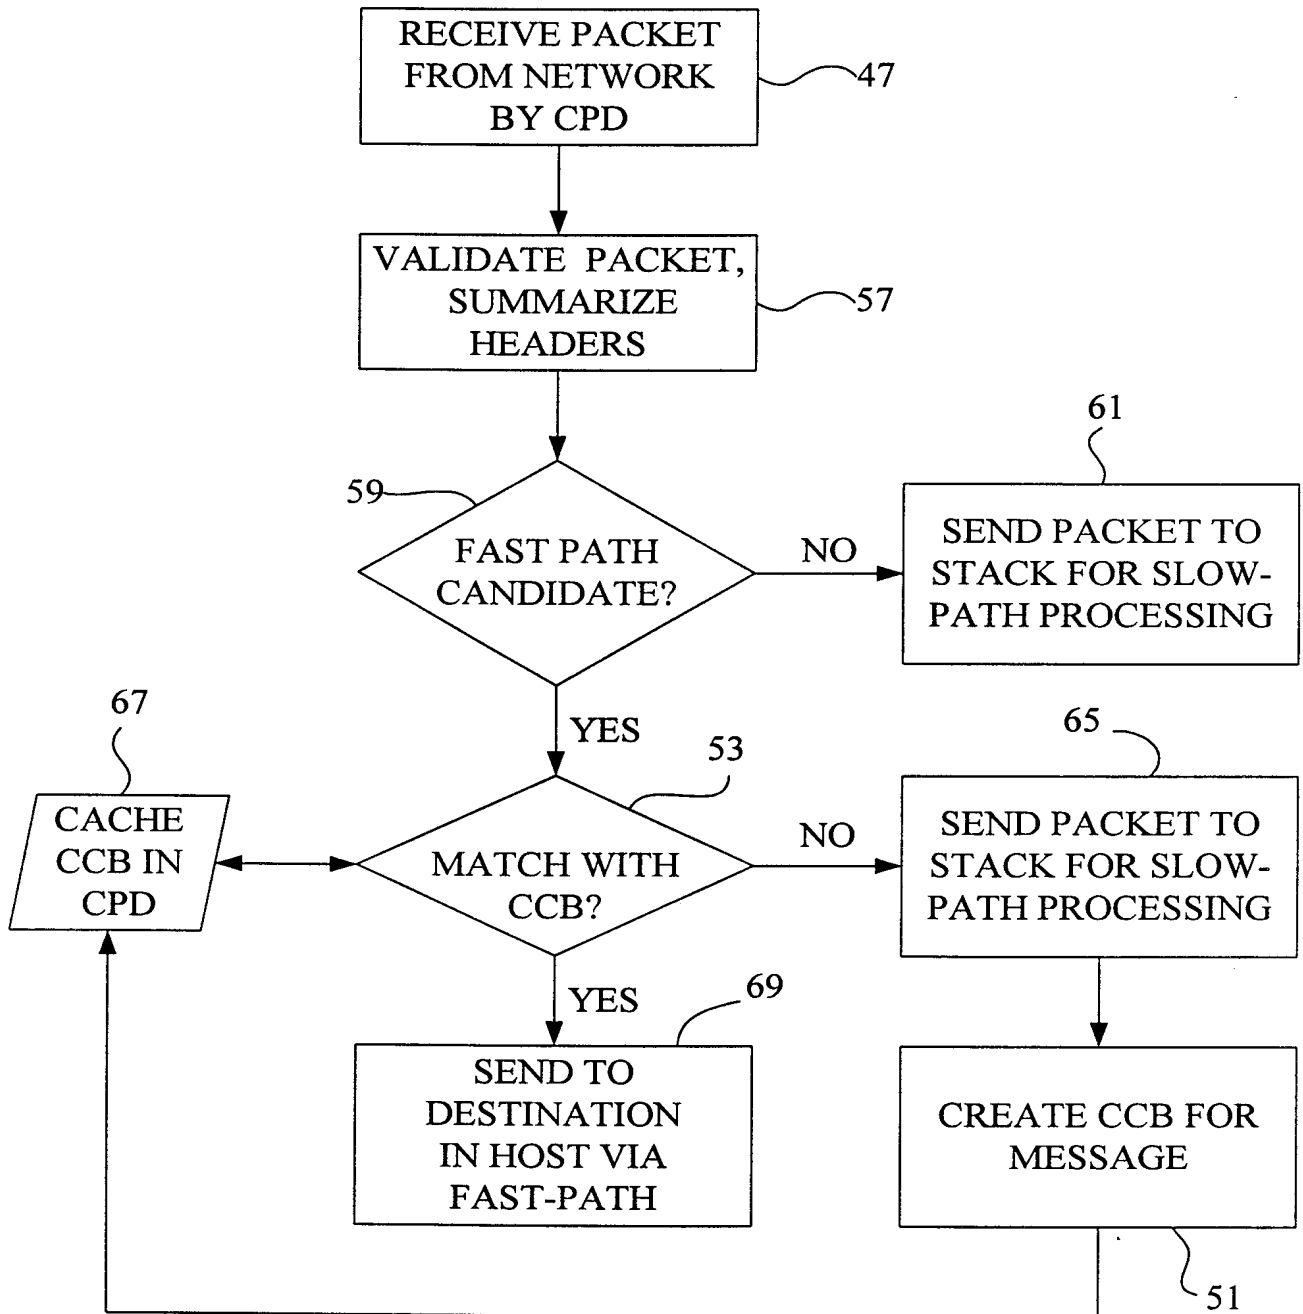 RECEIVE PACKET
FROM NETWORK
BY CPD
47
VALIDATE PACKET,
SUMMARIZE
HEADERS
57
59
FAST PATH
CANDIDATE?
NO
61
SEND PACKET TO
STACK FOR SLOW-
PATH PROCESSING
YES
67
CACHE
CCB IN
CPD
53
MATCH WITH
CCB?
NO
65
SEND PACKET TO
STACK FOR SLOW-
PATH PROCESSING
YES
69
SEND TO
DESTINATION
IN HOST VIA
FAST-PATH
CREATE CCB FOR
MESSAGE
51